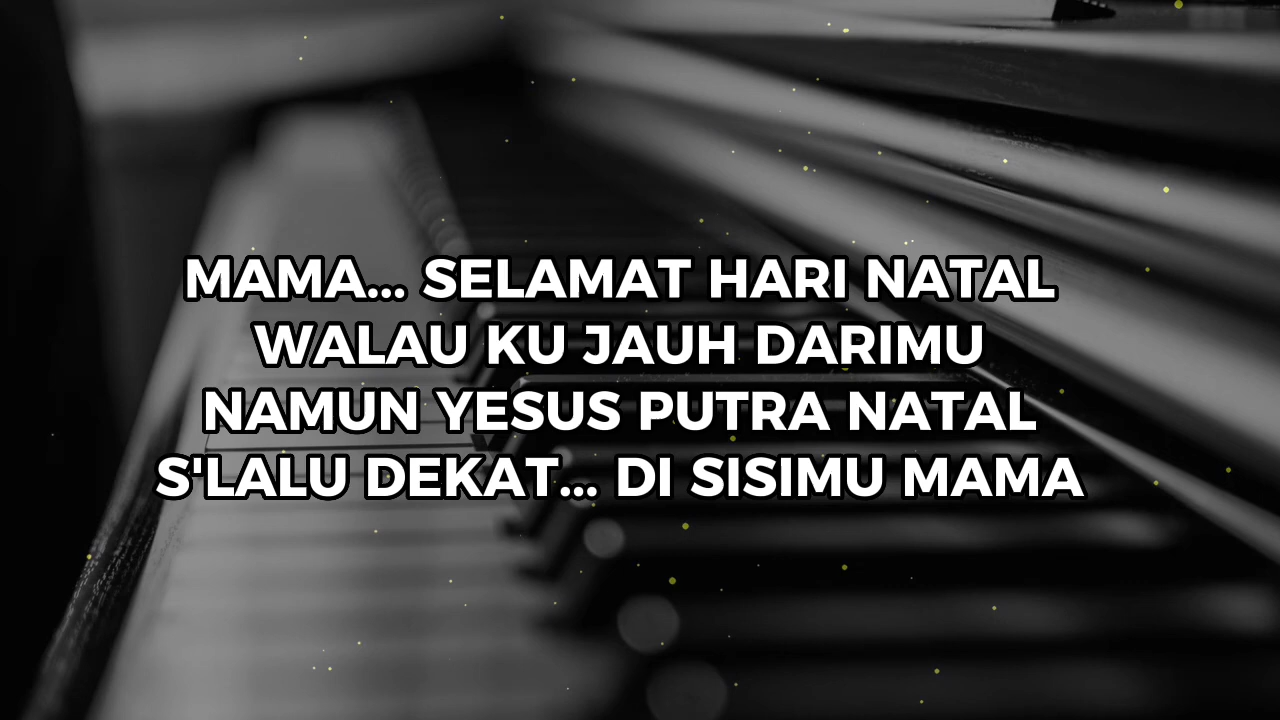 MAMA... SELAMAT HARI NATAL
WALAU KU JAUH DARIMU
NAMUN YESUS PUTRA NATAL
S'LALU DEKAT... DI SISIMU MAMA